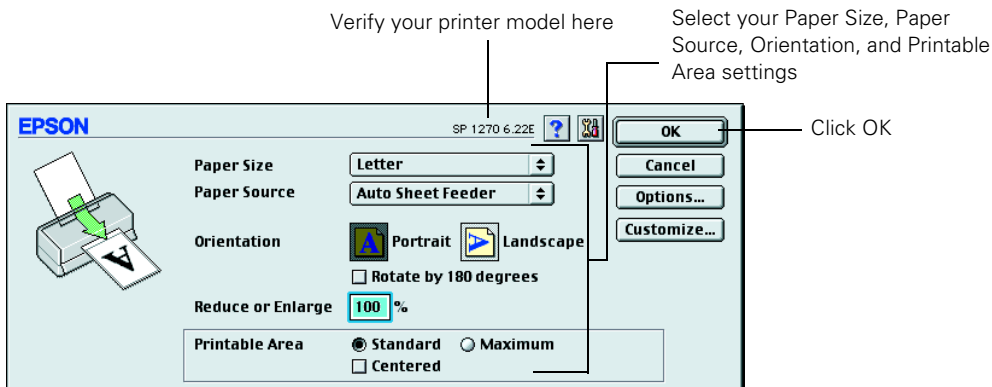 Verify your printer model here
Select your Paper Size, Paper
Source, Orientation, and Printable
Area settings
EPSON
SP 1270 6.22E
?
OK
Click OK
Paper Size
Letter
Cancel
Paper Source
Auto Sheet Feeder
Options...
Customize...
Orientation
A
Portrait
A
Landscape
A
Rotate by 180 degrees
Reduce or Enlarge
100 %
Printable Area
Standard
Maximum
Centered